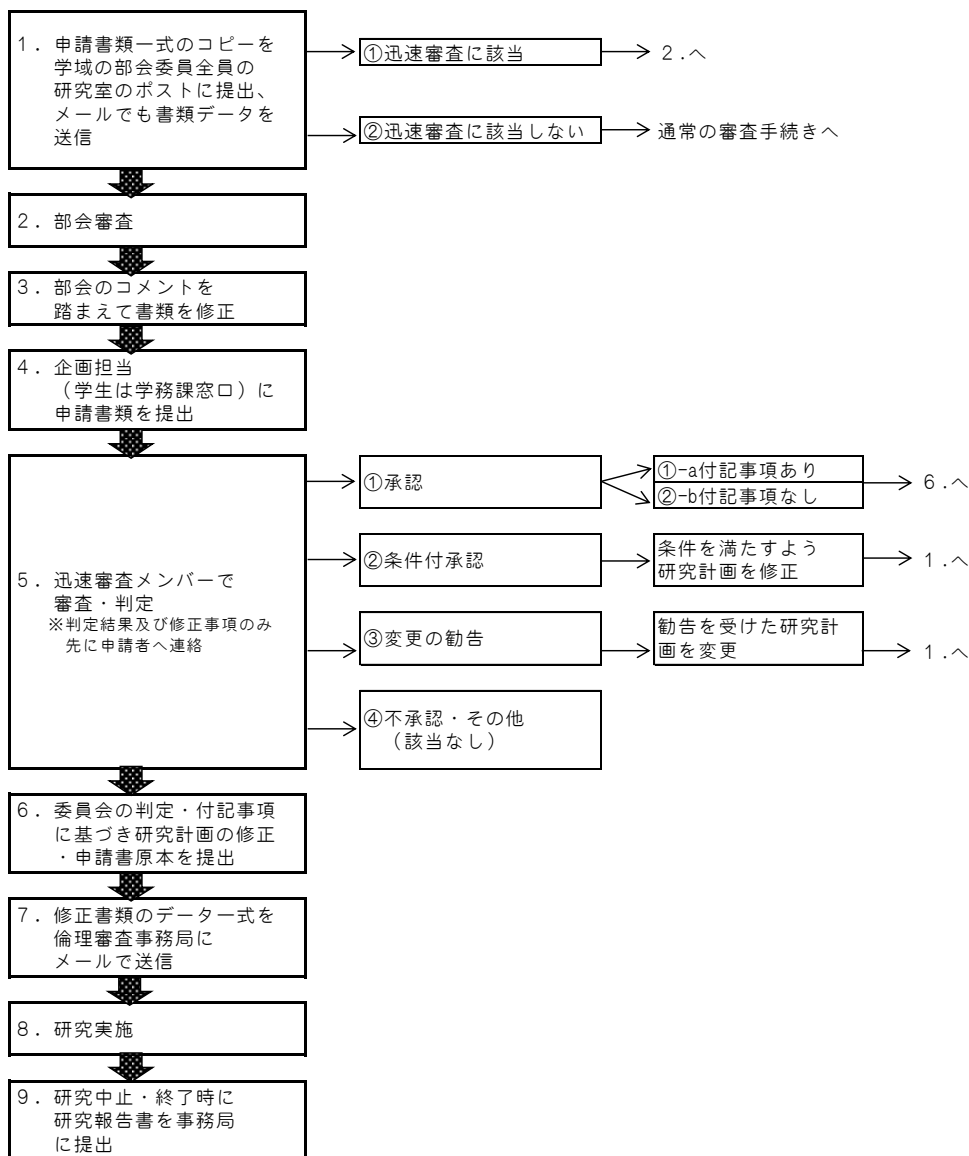 1．申請書類一式のコピーを
学域の部会委員全員の
研究室のポストに提出、
メールでも書類データを
送信
①迅速審査に該当
2．へ
②迅速審査に該当しない
通常の審査手続きへ
2．部会審査
3．部会のコメントを
踏まえて書類を修正
4．企画担当
（学生は学務課窓口）に
申請書類を提出
5．迅速審査メンバーで
審査・判定
※判定結果及び修正事項のみ
先に申請者へ連絡
①承認
①-a付記事項あり
②-b付記事項なし
6．へ
②条件付承認
条件を満たすよう
研究計画を修正
1．へ
③変更の勧告
勧告を受けた研究計
画を変更
1．へ
④不承認・その他
（該当なし）
6．委員会の判定・付記事項
に基づき研究計画の修正
・申請書原本を提出
7．修正書類のデータ一式を
倫理審査事務局に
メールで送信
8．研究実施
9．研究中止・終了時に
研究報告書を事務局
に提出